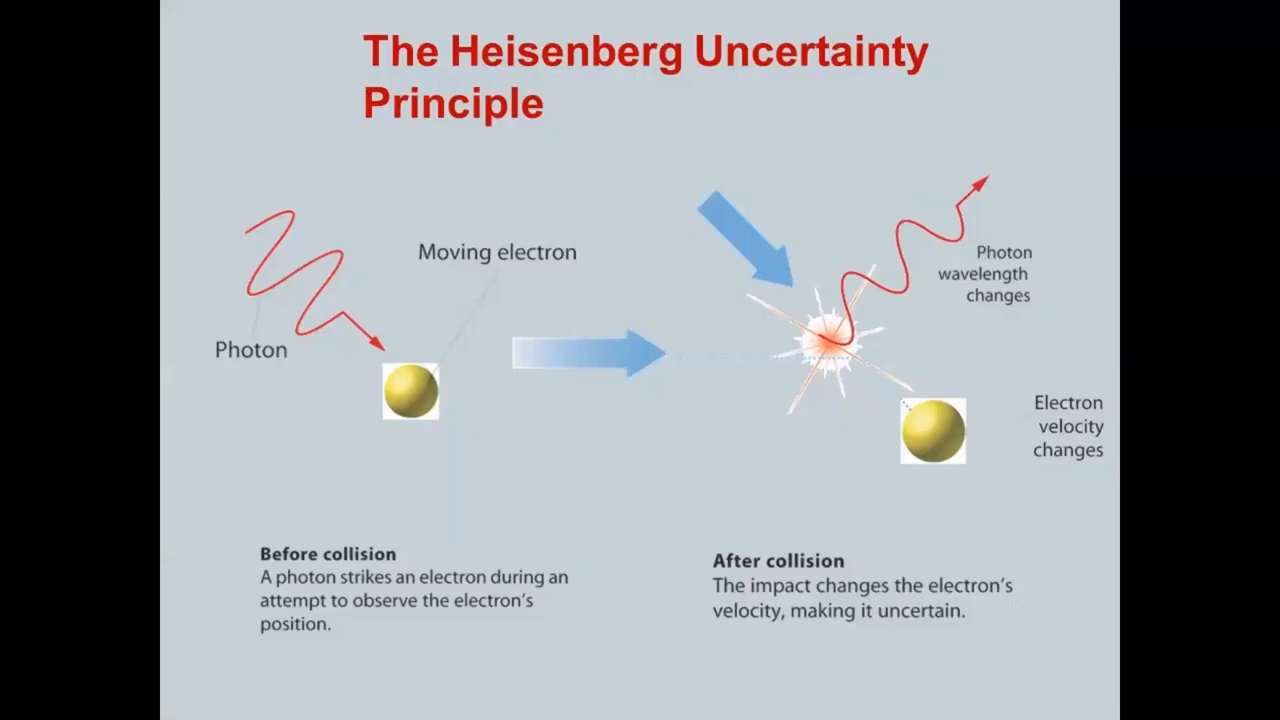 The Heisenberg Uncertainty
Principle
Moving electron
Photon
Photon
wavelength
changes
Electron
velocity
changes
Before collision
A photon strikes an electron during an
attempt to observe the electron's
position.
After collision
The impact changes the electron's
velocity, making it uncertain.